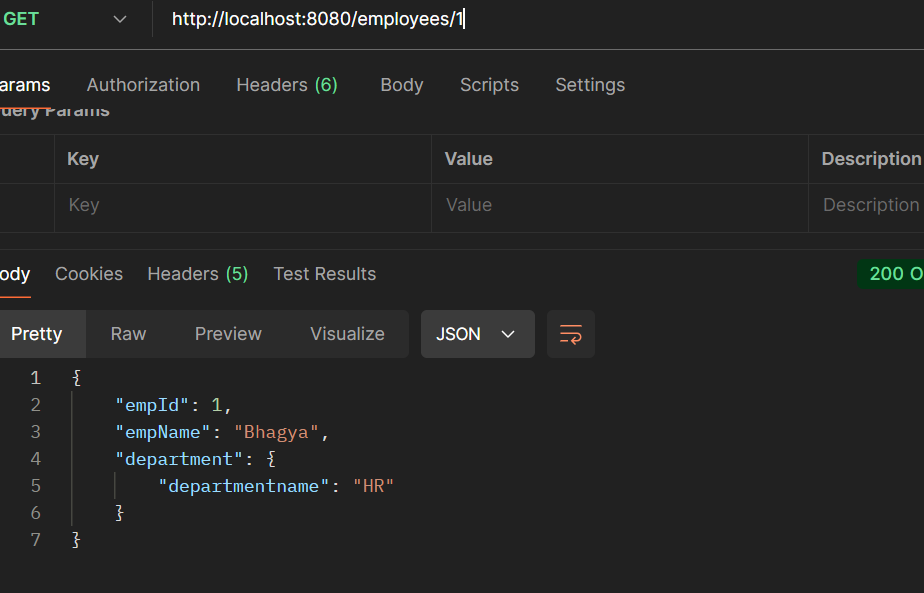 GET http://localhost:8080/employees/1
arams Authorization Headers (6) Body Scripts Settings
uery Params
Key Value Description
Key Value Description
ody Cookies Headers (5) Test Results 200 O
Pretty Raw Preview Visualize JSON
1 {
2 "empId": 1,
3 "empName": "Bhagya",
4 "department": {
5 "departmentname": "HR"
6 }
7 }